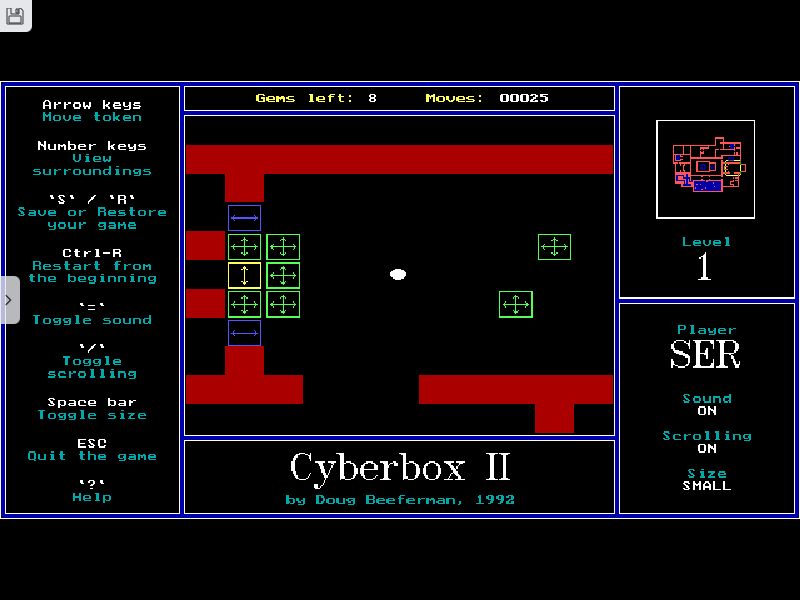 Gems left: 8 Moves: 00025
Arrow keys
Move token
Number keys
View
surroundings
`S` / `R`
Save or Restore
your game
Ctrl-R
Restart from
the beginning
`=`
Toggle sound
`/`
Toggle
scrolling
Space bar
Toggle size
ESC
Quit the game
`?`
Help
Cyberbox II
by Doug Beeferman, 1992
Level
1
Player
SER
Sound
ON
Scrolling
ON
Size
SMALL